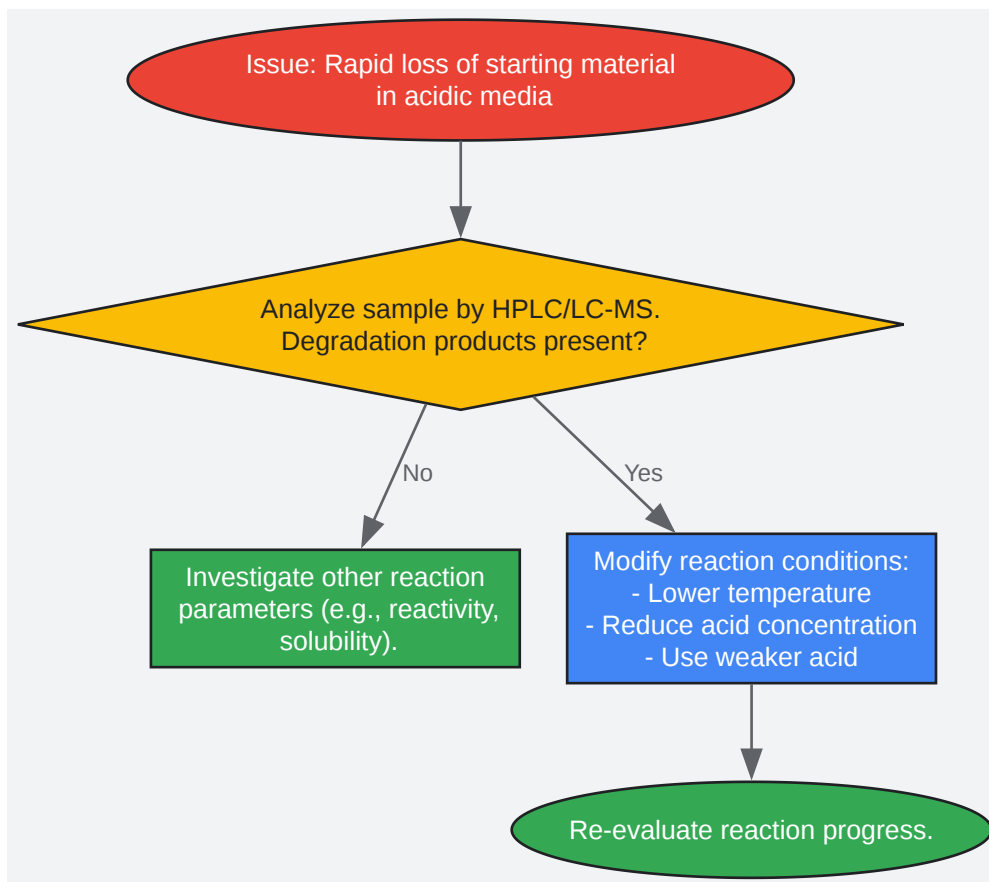 Issue: Rapid loss of starting material
in acidic media
Analyze sample by HPLC/LC-MS.
Degradation products present?
No
Yes
Investigate other reaction
parameters (e.g., reactivity,
solubility).
Modify reaction conditions:
- Lower temperature
- Reduce acid concentration
- Use weaker acid
Re-evaluate reaction progress.